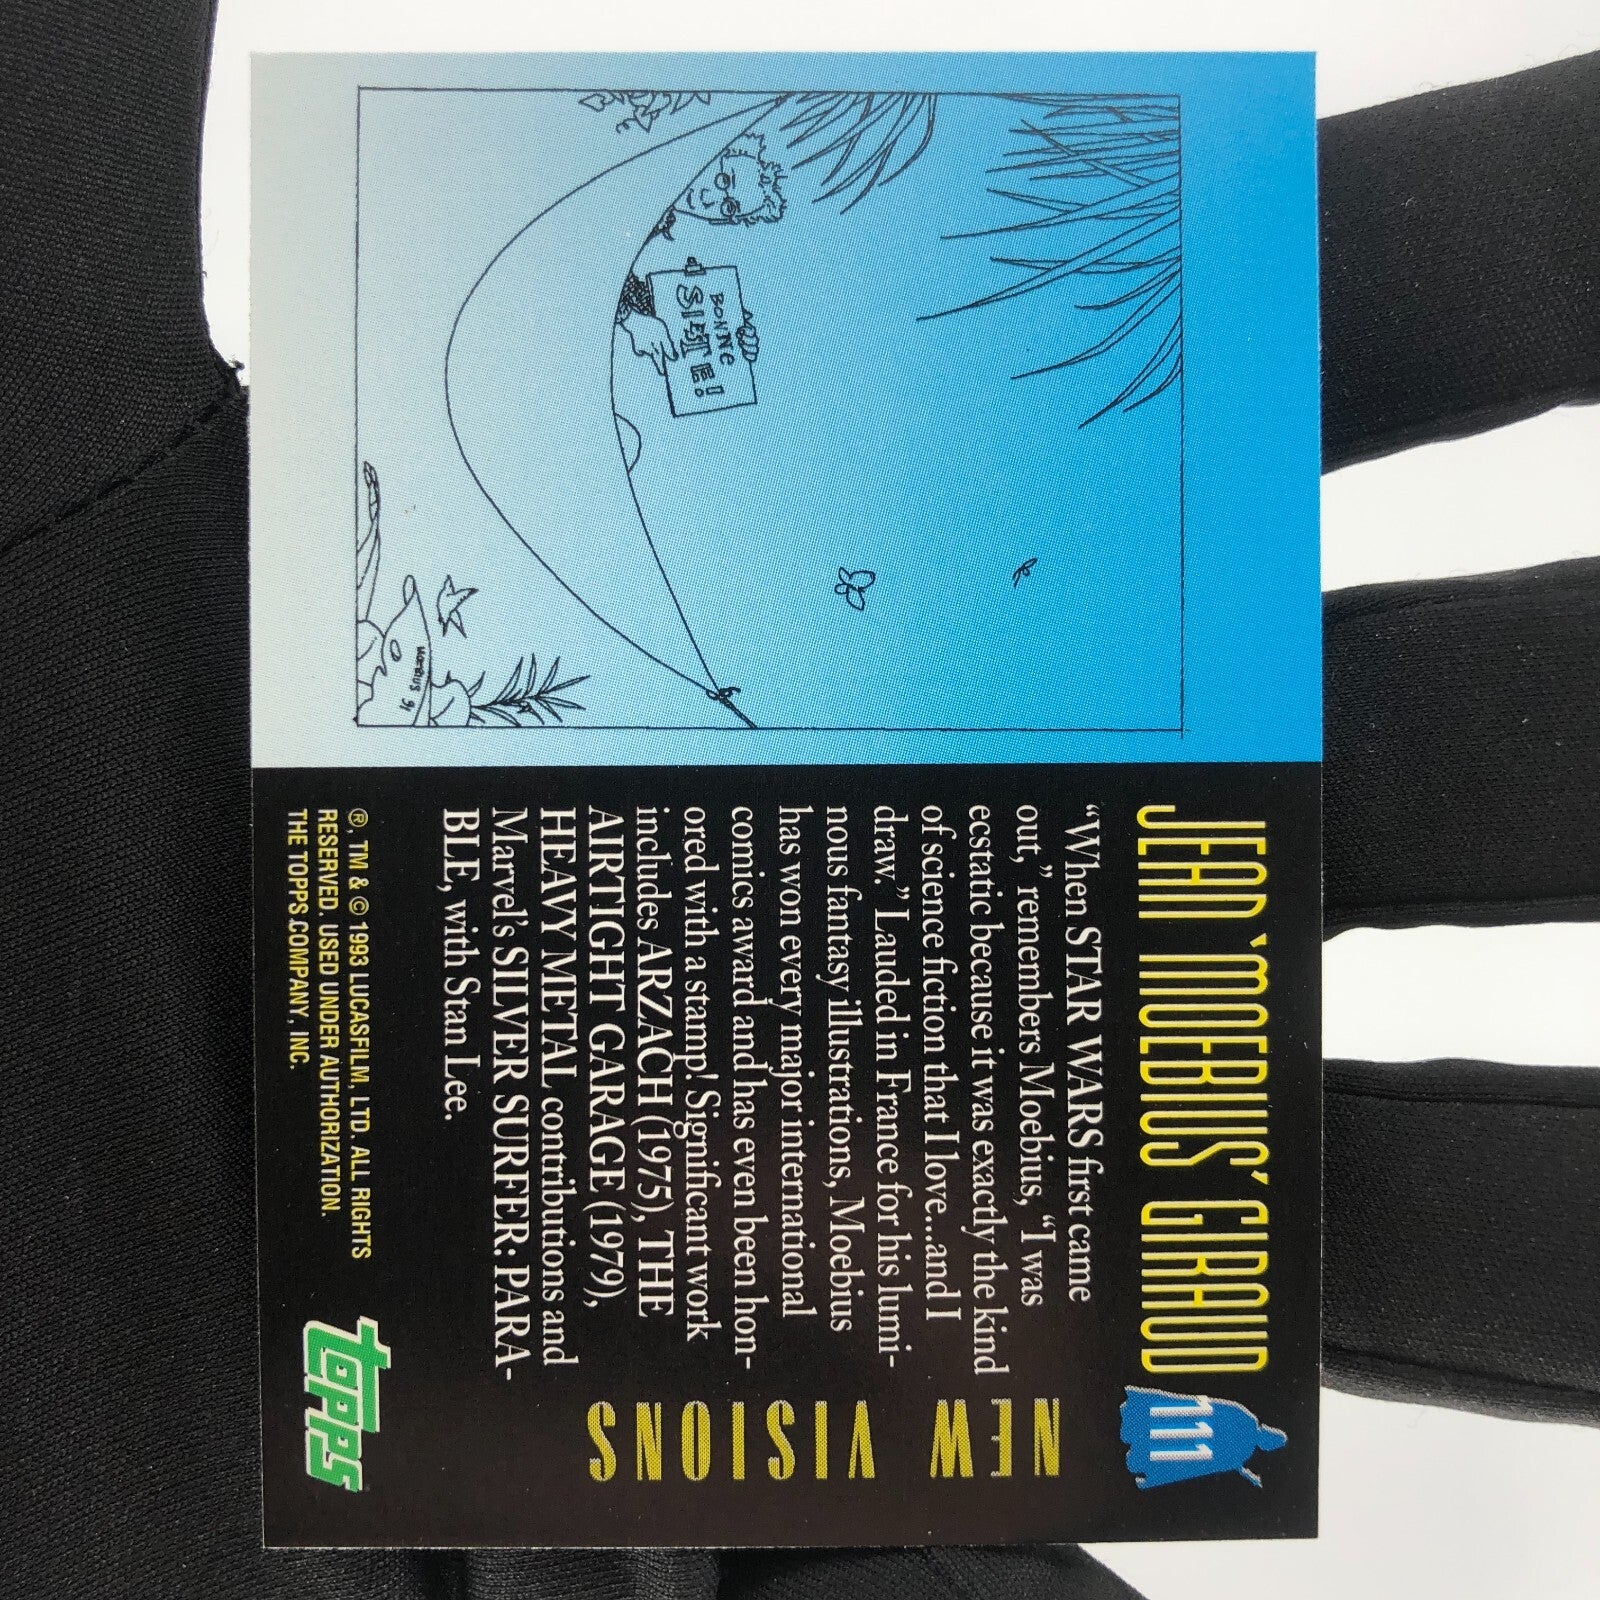 BONNE
SIESTE!
MOEBIUS 91
JEAN 'MOEBIUS' GIRAUD
111
"When STAR WARS first came
out," remembers Moebius, "I was
ecstatic because it was exactly the kind
of science fiction that I love...and I
draw." Lauded in France for his lumi-
nous fantasy illustrations, Moebius
has won every major international
comics award and has even been hon-
ored with a stamp! Significant work
includes ARZACH (1975), THE
AIRTIGHT GARAGE (1979),
HEAVY METAL contributions and
Marvel's SILVER SURFER: PARA-
BLE, with Stan Lee.
NEW VISIONS
®, TM & © 1993 LUCASFILM, LTD. ALL RIGHTS
RESERVED. USED UNDER AUTHORIZATION.
THE TOPPS COMPANY, INC.
TOPPS